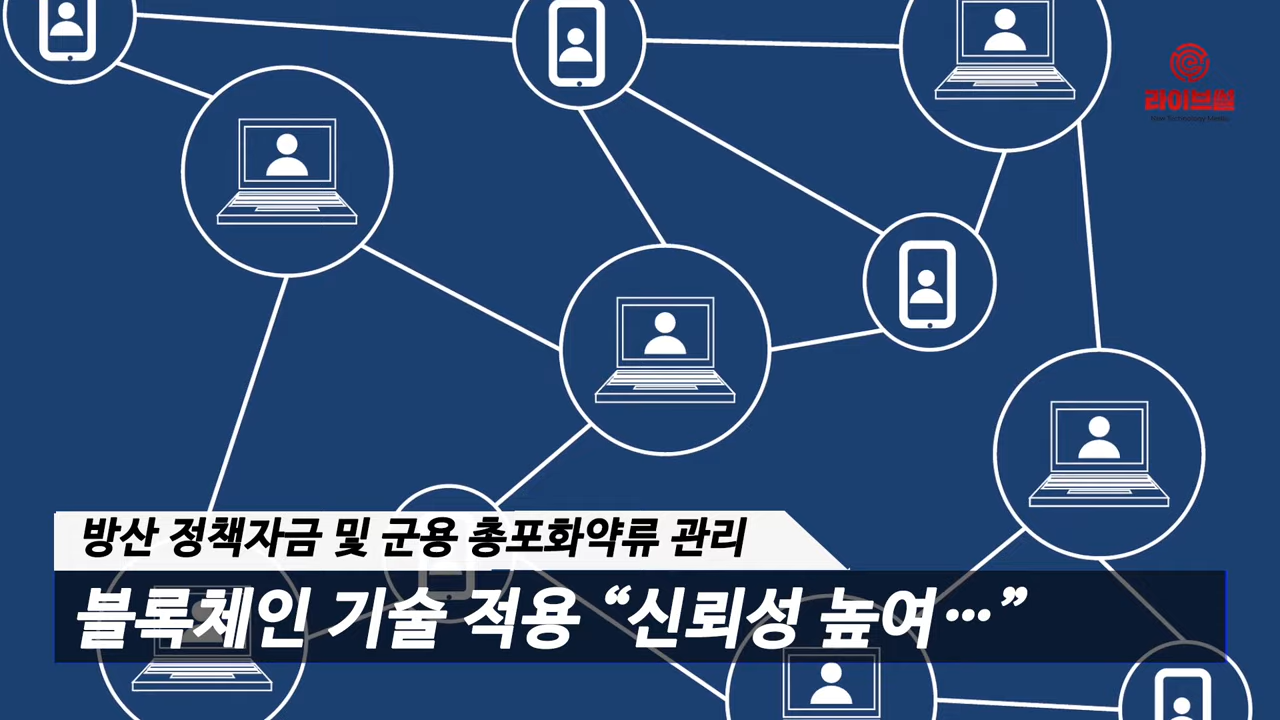 라이브썰
방산 정책자금 및 군용 총포화약류 관리
블록체인 기술 적용 “신뢰성 높여…”